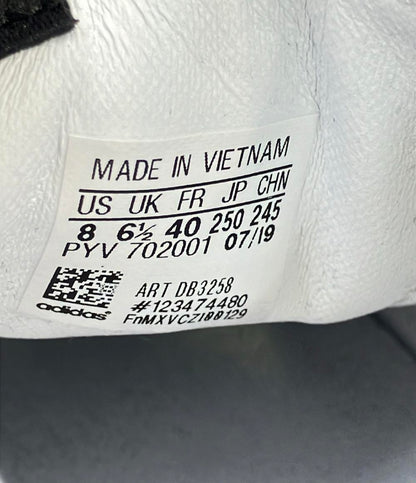 MADE IN VIETNAM
US UK FR JP CHN
8 6½ 40 250 245
PYV 702001 07/19
ART DB3258
#123474480
adidas